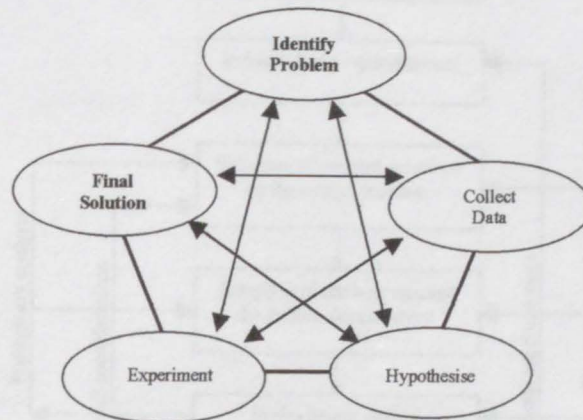 Identify
Problem
Final
Solution
Collect
Data
Experiment
Hypothesise